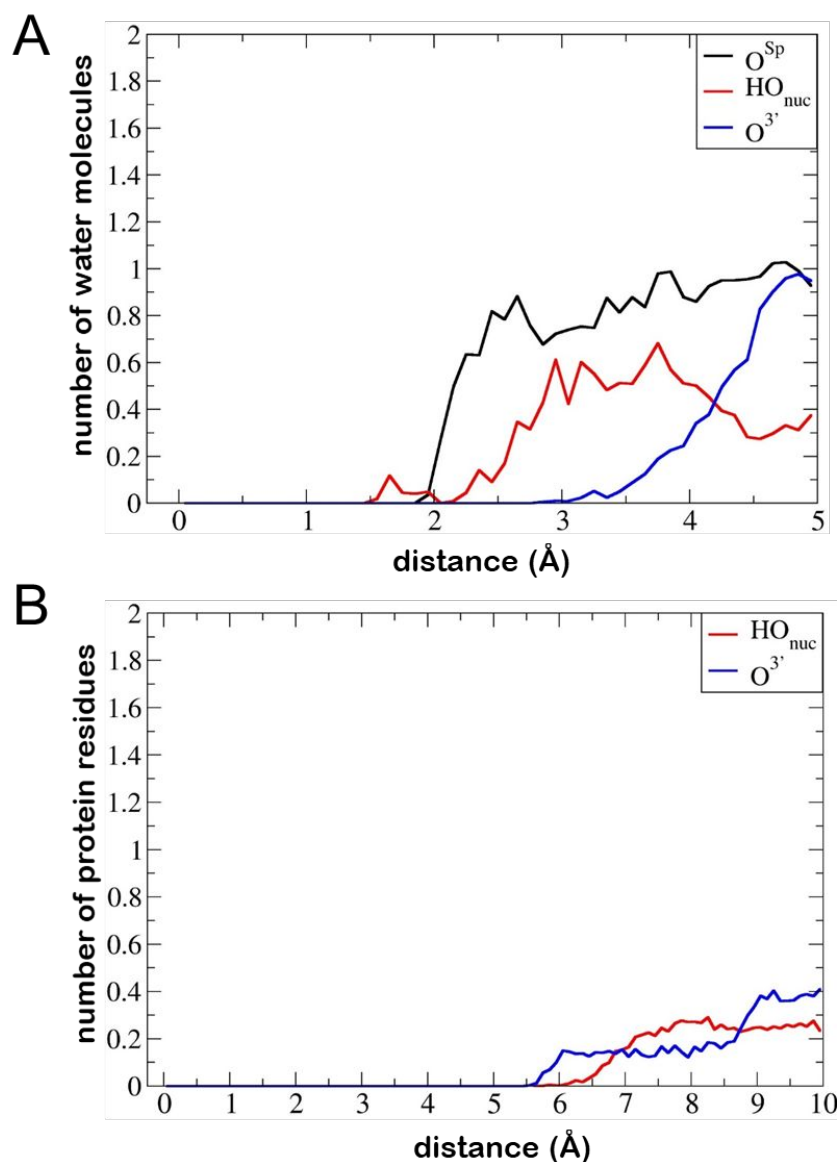 A
number of water molecules
2
1.8
1.6
1.4
1.2
1
0.8
0.6
0.4
0.2
0
O^Sp
HO_nuc
O^3'
0 1 2 3 4 5
distance (Å)
B
number of protein residues
2
1.8
1.6
1.4
1.2
1
0.8
0.6
0.4
0.2
0
HO_nuc
O^3'
0 1 2 3 4 5 6 7 8 9 10
distance (Å)